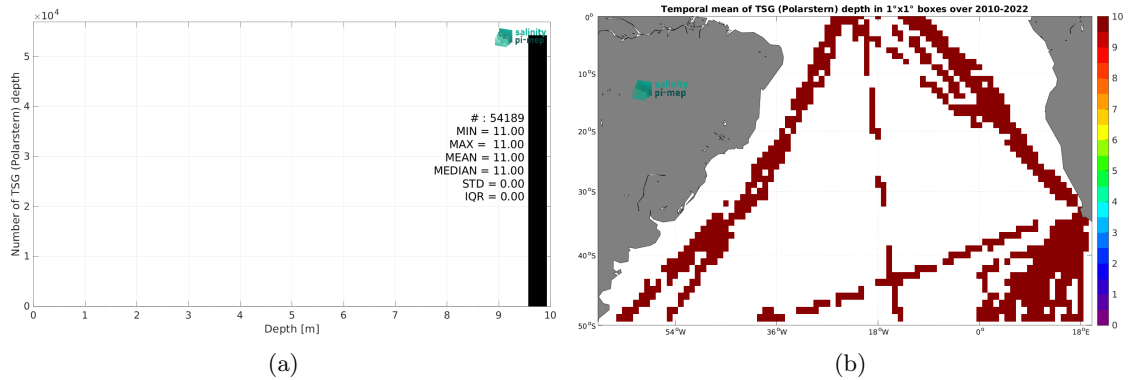 ×10⁴
5
4
3
2
1
0
Number of TSG (Polarstern) depth
salinity
pi-mep
# : 54189
MIN = 11.00
MAX = 11.00
MEAN = 11.00
MEDIAN = 11.00
STD = 0.00
IQR = 0.00
0 1 2 3 4 5 6 7 8 9 10
Depth [m]
(a)
Temporal mean of TSG (Polarstern) depth in 1°x1° boxes over 2010-2022
0°
10°S
20°S
30°S
40°S
50°S
salinity
pi-mep
54°W 36°W 18°W 0° 18°E
10
9
8
7
6
5
4
3
2
1
0
(b)